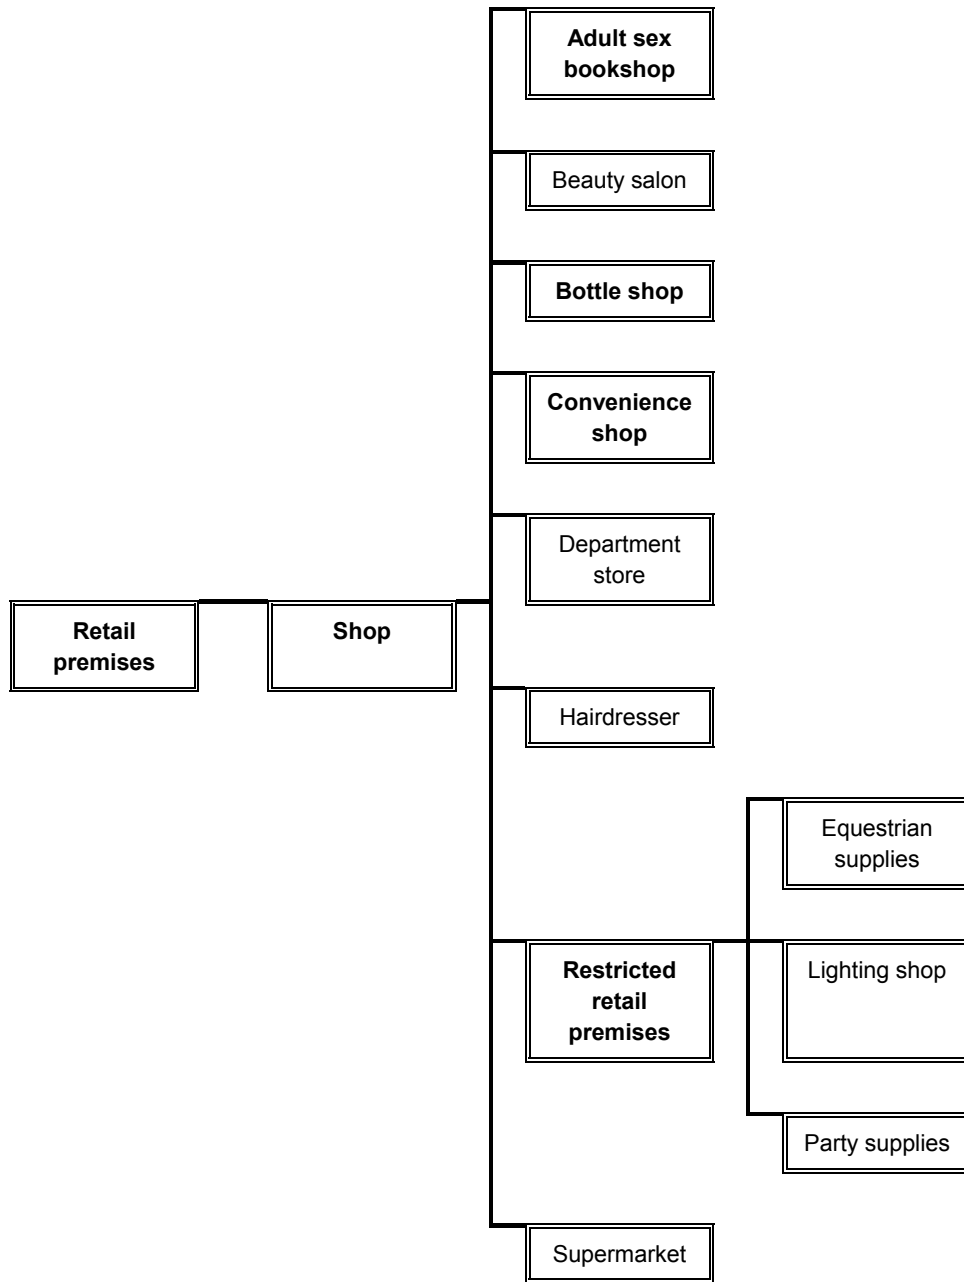 Adult sex
bookshop
Beauty salon
Bottle shop
Convenience
shop
Department
store
Retail
premises
Shop
Hairdresser
Equestrian
supplies
Restricted
retail
premises
Lighting shop
Party supplies
Supermarket